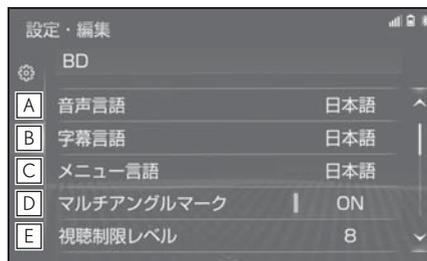 設定・編集
BD
A 音声言語 日本語
B 字幕言語 日本語
C メニュー言語 日本語
D マルチアングルマーク ON
E 視聴制限レベル 8